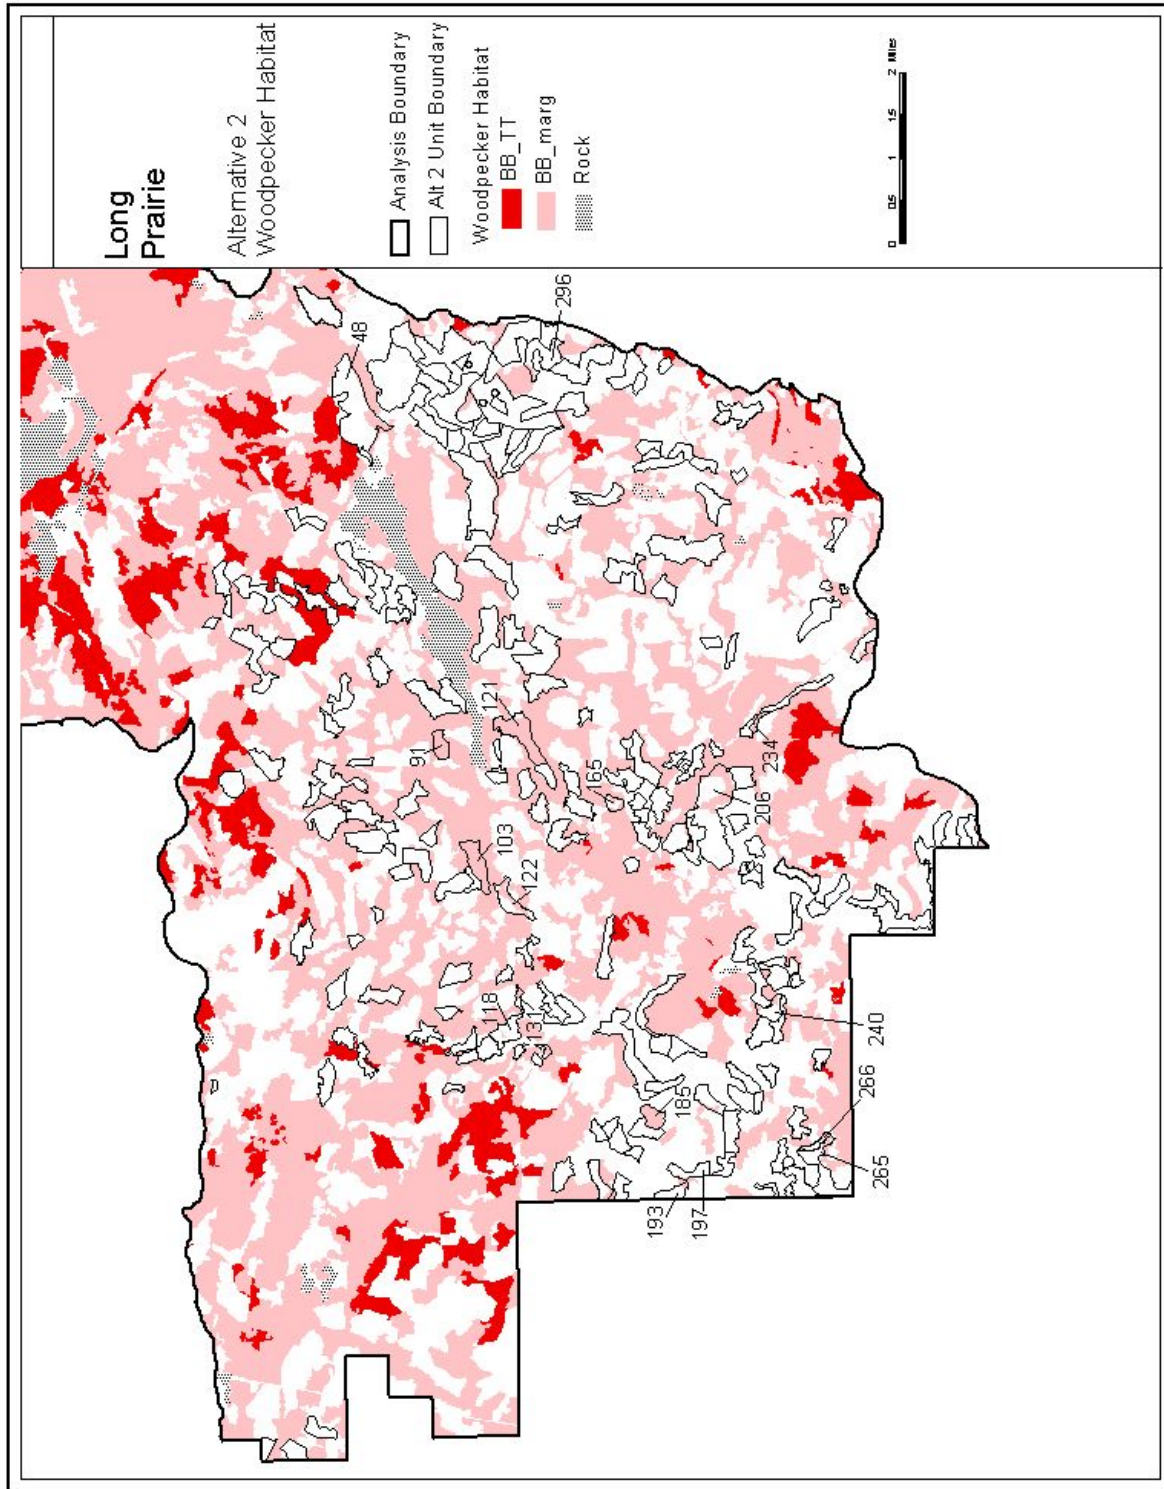 Long
Prairie
Alternative 2
Woodpecker Habitat
Analysis Boundary
Alt 2 Unit Boundary
Woodpecker Habitat
BB_TT
BB_marg
Rock
0 0.5 1 1.5 2 Miles
48
296
91
121
103
122
165
234
206
118
131
185
193
197
240
266
265